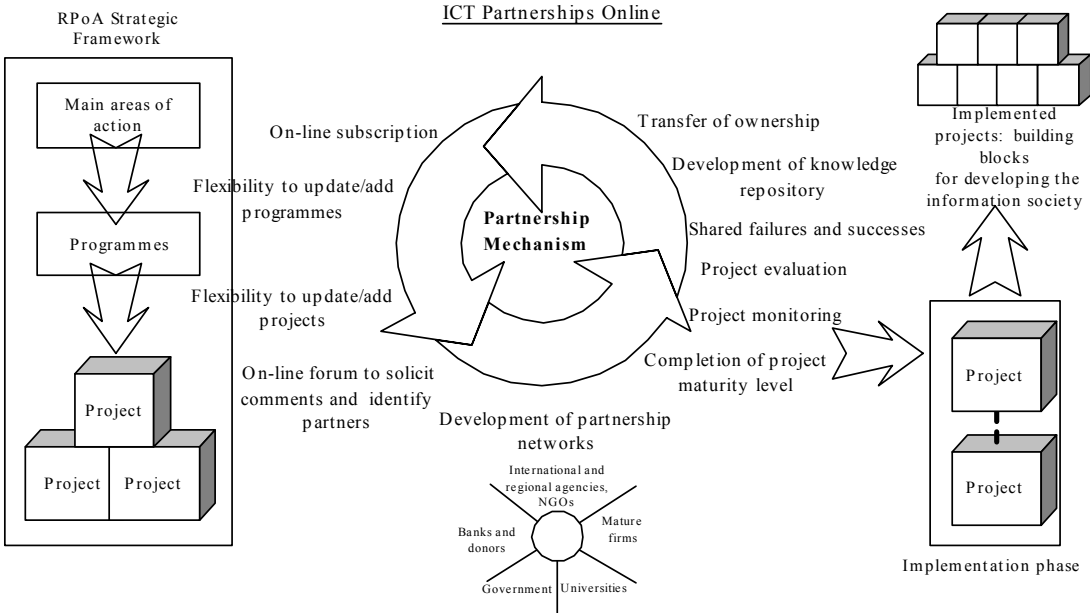 ICT Partnerships Online
RPoA Strategic
Framework
Main areas of
action
Programmes
Project
Project
Project
On-line subscription
Flexibility to update/add
programmes
Flexibility to update/add
projects
On-line forum to solicit
comments and identify
partners
Partnership
Mechanism
Transfer of ownership
Development of knowledge
repository
Shared failures and successes
Project evaluation
Project monitoring
Completion of project
maturity level
Development of partnership
networks
International and
regional agencies,
NGOs
Banks and
donors
Mature
firms
Government
Universities
Implemented
projects: building
blocks
for developing the
information society
Project
Project
Implementation phase